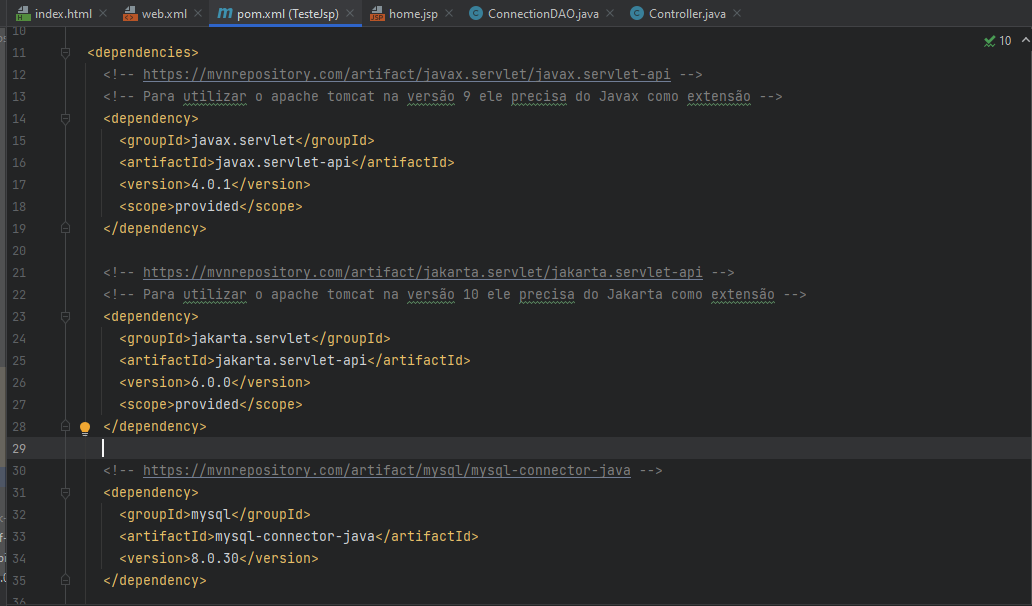 index.html web.xml pom.xml (TesteJsp) home.jsp ConnectionDAO.java Controller.java
10
11 <dependencies> 10
12 <!-- https://mvnrepository.com/artifact/javax.servlet/javax.servlet-api -->
13 <!-- Para utilizar o apache tomcat na versão 9 ele precisa do Javax como extensão -->
14 <dependency>
15 <groupId>javax.servlet</groupId>
16 <artifactId>javax.servlet-api</artifactId>
17 <version>4.0.1</version>
18 <scope>provided</scope>
19 </dependency>
20
21 <!-- https://mvnrepository.com/artifact/jakarta.servlet/jakarta.servlet-api -->
22 <!-- Para utilizar o apache tomcat na versão 10 ele precisa do Jakarta como extensão -->
23 <dependency>
24 <groupId>jakarta.servlet</groupId>
25 <artifactId>jakarta.servlet-api</artifactId>
26 <version>6.0.0</version>
27 <scope>provided</scope>
28 </dependency>
29
30 <!-- https://mvnrepository.com/artifact/mysql/mysql-connector-java -->
31 <dependency>
32 <groupId>mysql</groupId>
33 <artifactId>mysql-connector-java</artifactId>
34 <version>8.0.30</version>
35 </dependency>
36